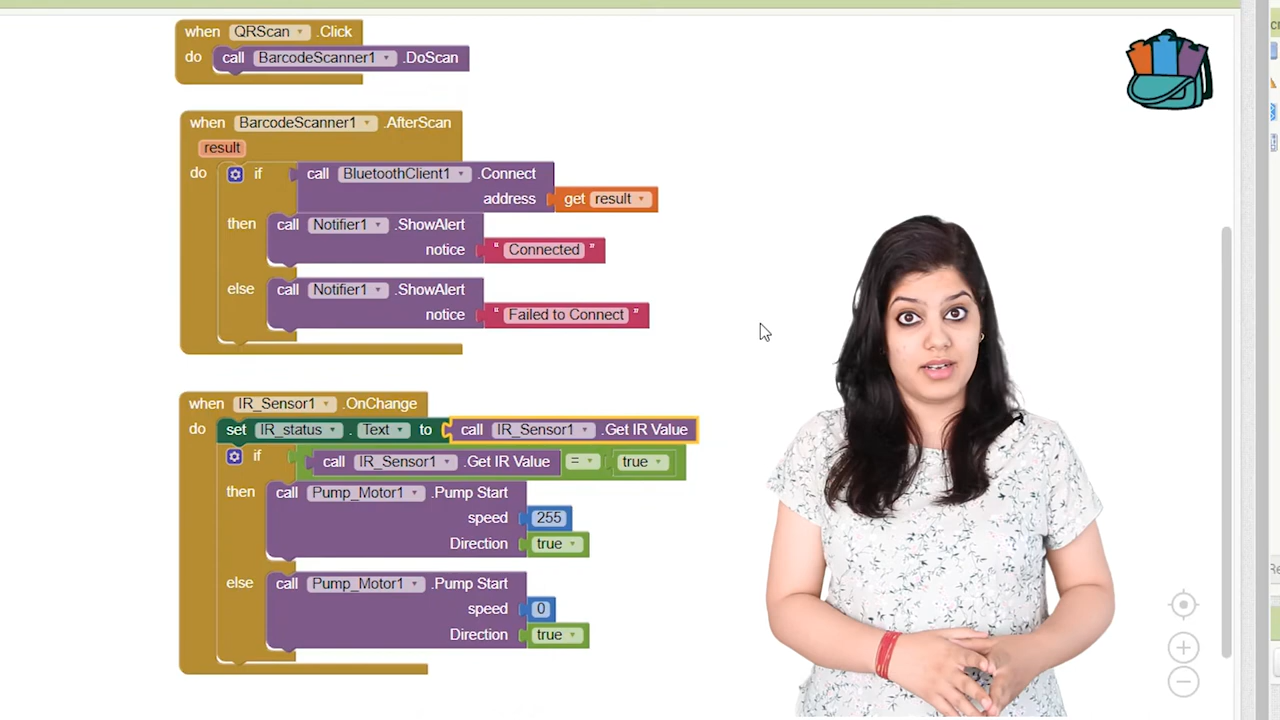 when QRScan .Click
do call BarcodeScanner1 .DoScan
when BarcodeScanner1 .AfterScan
result
do if call BluetoothClient1 .Connect
address get result
then call Notifier1 .ShowAlert
notice “ Connected ”
else call Notifier1 .ShowAlert
notice “ Failed to Connect ”
when IR_Sensor1 .OnChange
do set IR_status . Text to call IR_Sensor1 .Get IR Value
if call IR_Sensor1 .Get IR Value = true
then call Pump_Motor1 .Pump Start
speed 255
Direction true
else call Pump_Motor1 .Pump Start
speed 0
Direction true